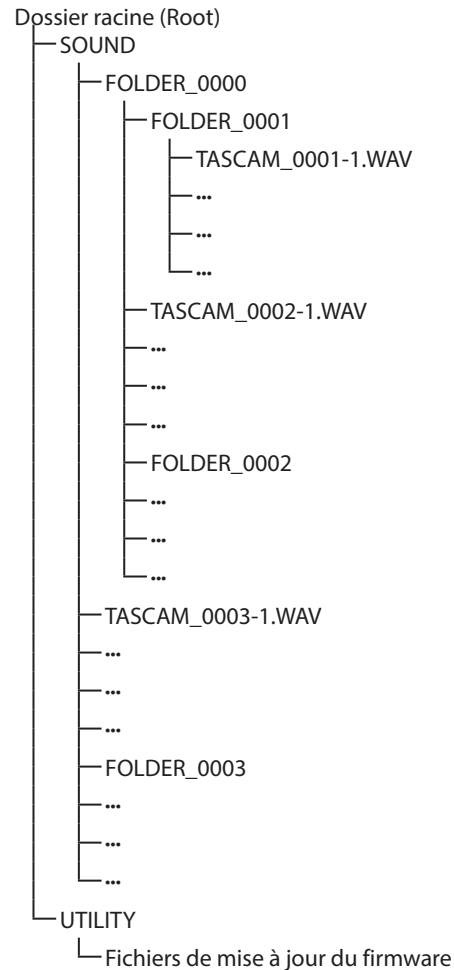 Dossier racine (Root)
SOUND
FOLDER_0000
FOLDER_0001
TASCAM_0001-1.WAV
...
...
...
TASCAM_0002-1.WAV
...
...
...
FOLDER_0002
...
...
...
TASCAM_0003-1.WAV
...
...
...
FOLDER_0003
...
...
...
UTILITY
Fichiers de mise à jour du firmware